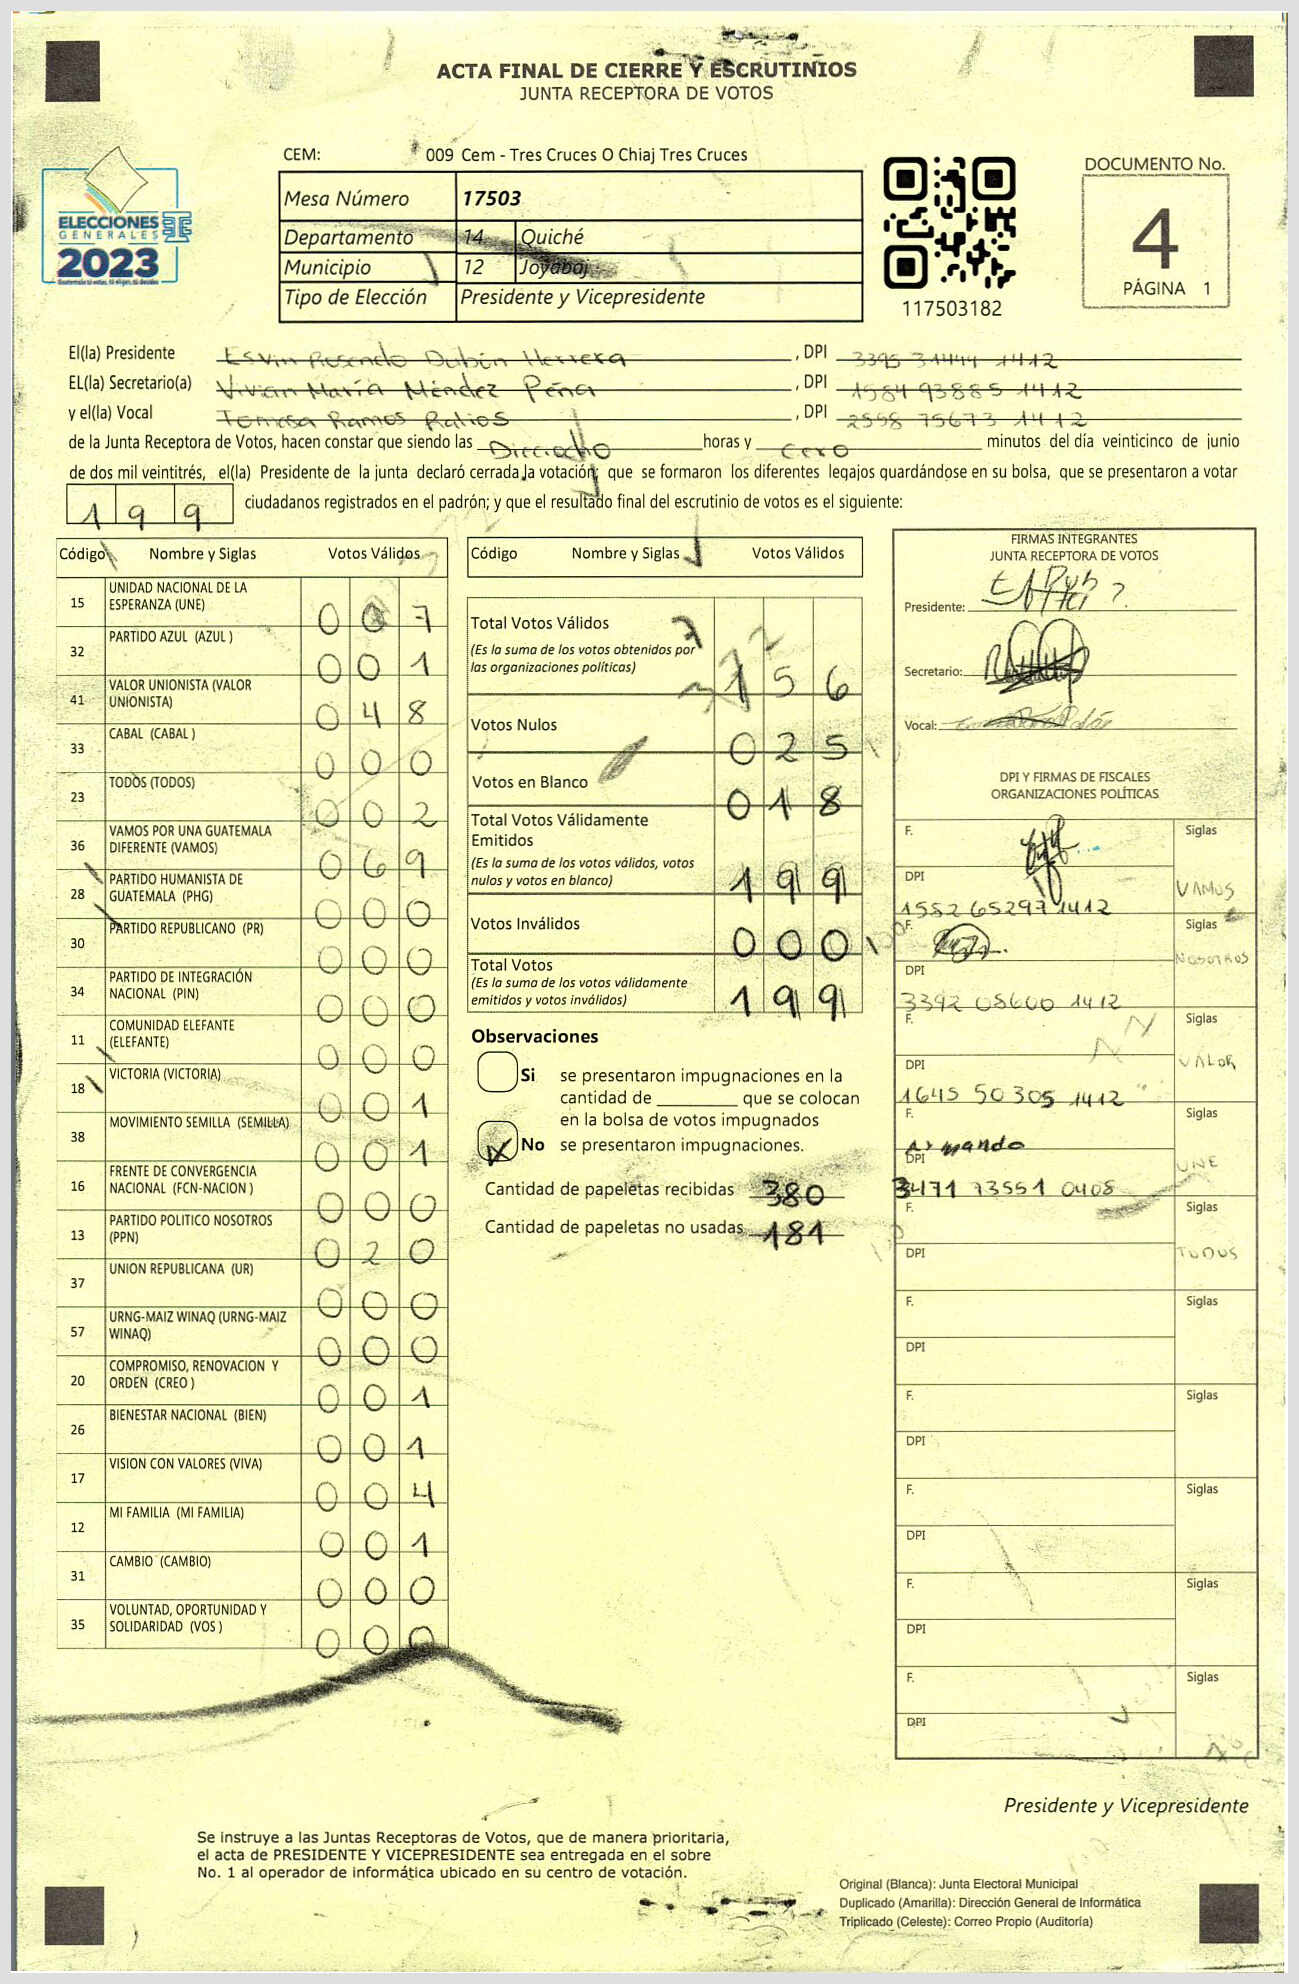 ACTA FINAL DE CIERRE Y ESCRUTINIOS
JUNTA RECEPTORA DE VOTOS
CEM: 009 Cem - Tres Cruces O Chiaj Tres Cruces
Mesa Número 17503
Departamento 14 Quiché
Municipio 12 Joyabaj
Tipo de Elección Presidente y Vicepresidente
ELECCIONES
GENERALES
2023
117503182
DOCUMENTO No.
4
PÁGINA 1
El(la) Presidente Esvin Rosendo Dubón Herrera , DPI 3395 31444 1412
EL(la) Secretario(a) Vivian María Méndez Peña , DPI 1584 93885 1412
y el(la) Vocal Tomasa Ramos Ralios , DPI 2598 75673 1412
de la Junta Receptora de Votos, hacen constar que siendo las Dieciocho horas y cero minutos del día veinticinco de junio
de dos mil veintitrés, el(la) Presidente de la junta declaró cerrada la votación; que se formaron los diferentes legajos guardándose en su bolsa, que se presentaron a votar
199 ciudadanos registrados en el padrón; y que el resultado final del escrutinio de votos es el siguiente:
Código Nombre y Siglas Votos Válidos
15 UNIDAD NACIONAL DE LA ESPERANZA (UNE) 0 0 7
32 PARTIDO AZUL (AZUL ) 0 0 1
41 VALOR UNIONISTA (VALOR UNIONISTA) 0 4 8
33 CABAL (CABAL ) 0 0 0
23 TODOS (TODOS) 0 0 2
36 VAMOS POR UNA GUATEMALA DIFERENTE (VAMOS) 0 6 9
28 PARTIDO HUMANISTA DE GUATEMALA (PHG) 0 0 0
30 PARTIDO REPUBLICANO (PR) 0 0 0
34 PARTIDO DE INTEGRACIÓN NACIONAL (PIN) 0 0 0
11 COMUNIDAD ELEFANTE (ELEFANTE) 0 0 0
18 VICTORIA (VICTORIA) 0 0 1
38 MOVIMIENTO SEMILLA (SEMILLA) 0 0 1
16 FRENTE DE CONVERGENCIA NACIONAL (FCN-NACION ) 0 0 0
13 PARTIDO POLITICO NOSOTROS (PPN) 0 2 0
37 UNION REPUBLICANA (UR) 0 0 0
57 URNG-MAIZ WINAQ (URNG-MAIZ WINAQ) 0 0 0
20 COMPROMISO, RENOVACION Y ORDEN (CREO ) 0 0 1
26 BIENESTAR NACIONAL (BIEN) 0 0 1
17 VISION CON VALORES (VIVA) 0 0 4
12 MI FAMILIA (MI FAMILIA) 0 0 1
31 CAMBIO (CAMBIO) 0 0 0
35 VOLUNTAD, OPORTUNIDAD Y SOLIDARIDAD (VOS ) 0 0 0
Código Nombre y Siglas Votos Válidos
Total Votos Válidos 1 5 6
(Es la suma de los votos obtenidos por
las organizaciones políticas)
Votos Nulos 0 2 5
Votos en Blanco 0 1 8
Total Votos Válidamente
Emitidos
(Es la suma de los votos válidos, votos
nulos y votos en blanco) 1 9 9
Votos Inválidos 0 0 0
Total Votos
(Es la suma de los votos válidamente
emitidos y votos inválidos) 1 9 9
Observaciones
Si se presentaron impugnaciones en la
cantidad de ________ que se colocan
en la bolsa de votos impugnados
X No se presentaron impugnaciones.
Cantidad de papeletas recibidas 380
Cantidad de papeletas no usadas 181
FIRMAS INTEGRANTES
JUNTA RECEPTORA DE VOTOS
Presidente:
Secretario:
Vocal:
DPI Y FIRMAS DE FISCALES
ORGANIZACIONES POLÍTICAS
F. Siglas
DPI VAMOS
1552 65297 1412
F. Siglas
DPI NOSOTROS
3392 08600 1412
F. Siglas
DPI VALOR
1645 50305 1412
F. Armando Siglas
DPI UNE
3471 73551 0408
F. Siglas
DPI TODOS
F. Siglas
DPI
F. Siglas
DPI
F. Siglas
DPI
F. Siglas
DPI
F. Siglas
DPI
Presidente y Vicepresidente
Se instruye a las Juntas Receptoras de Votos, que de manera prioritaria,
el acta de PRESIDENTE Y VICEPRESIDENTE sea entregada en el sobre
No. 1 al operador de informática ubicado en su centro de votación.
Original (Blanca): Junta Electoral Municipal
Duplicado (Amarilla): Dirección General de Informática
Triplicado (Celeste): Correo Propio (Auditoría)